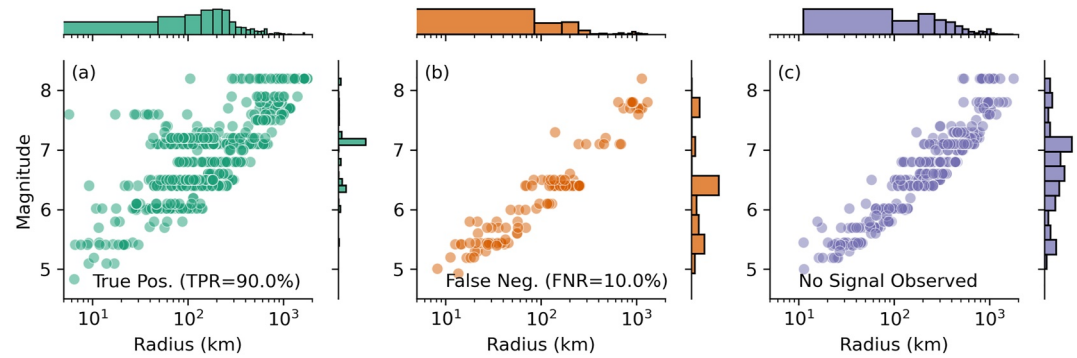 (a)
(b)
(c)
Magnitude
8
7
6
5
8
7
6
5
8
7
6
5
True Pos. (TPR=90.0%)
False Neg. (FNR=10.0%)
No Signal Observed
10¹ 10² 10³
10¹ 10² 10³
10¹ 10² 10³
Radius (km)
Radius (km)
Radius (km)